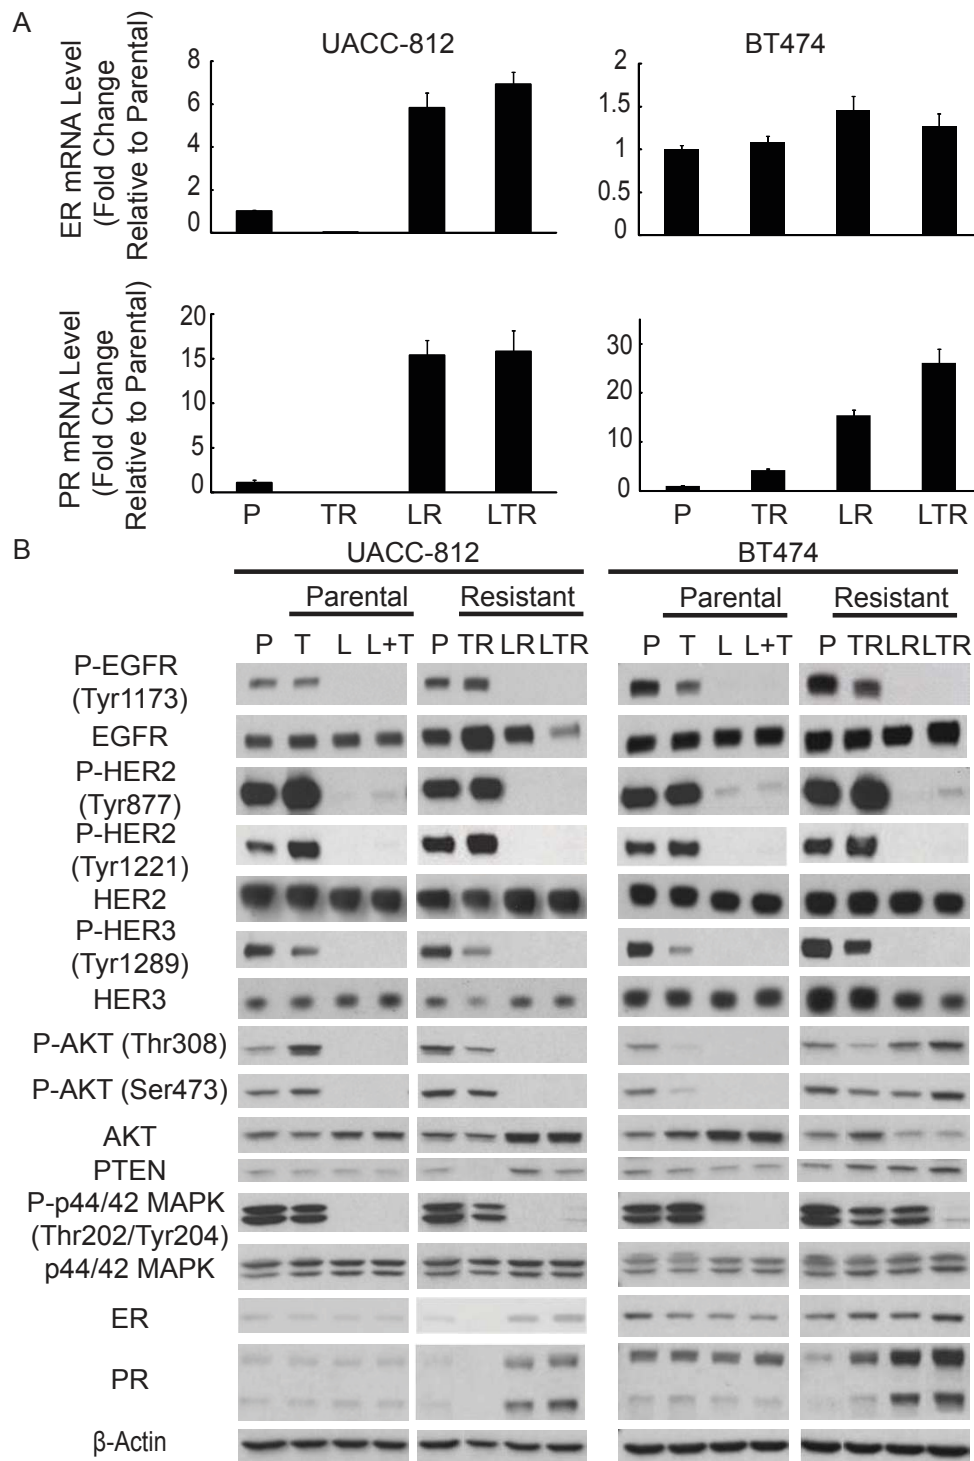 A
UACC-812
BT474
ER mRNA Level
(Fold Change
Relative to Parental)
8
6
4
2
0
2
1.5
1
0.5
0
PR mRNA Level
(Fold Change
Relative to Parental)
20
15
10
5
0
30
20
10
0
P TR LR LTR
P TR LR LTR
B
UACC-812
BT474
Parental
Resistant
Parental
Resistant
P T L L+T P TR LR LTR
P T L L+T P TR LR LTR
P-EGFR
(Tyr1173)
EGFR
P-HER2
(Tyr877)
P-HER2
(Tyr1221)
HER2
P-HER3
(Tyr1289)
HER3
P-AKT (Thr308)
P-AKT (Ser473)
AKT
PTEN
P-p44/42 MAPK
(Thr202/Tyr204)
p44/42 MAPK
ER
PR
β-Actin